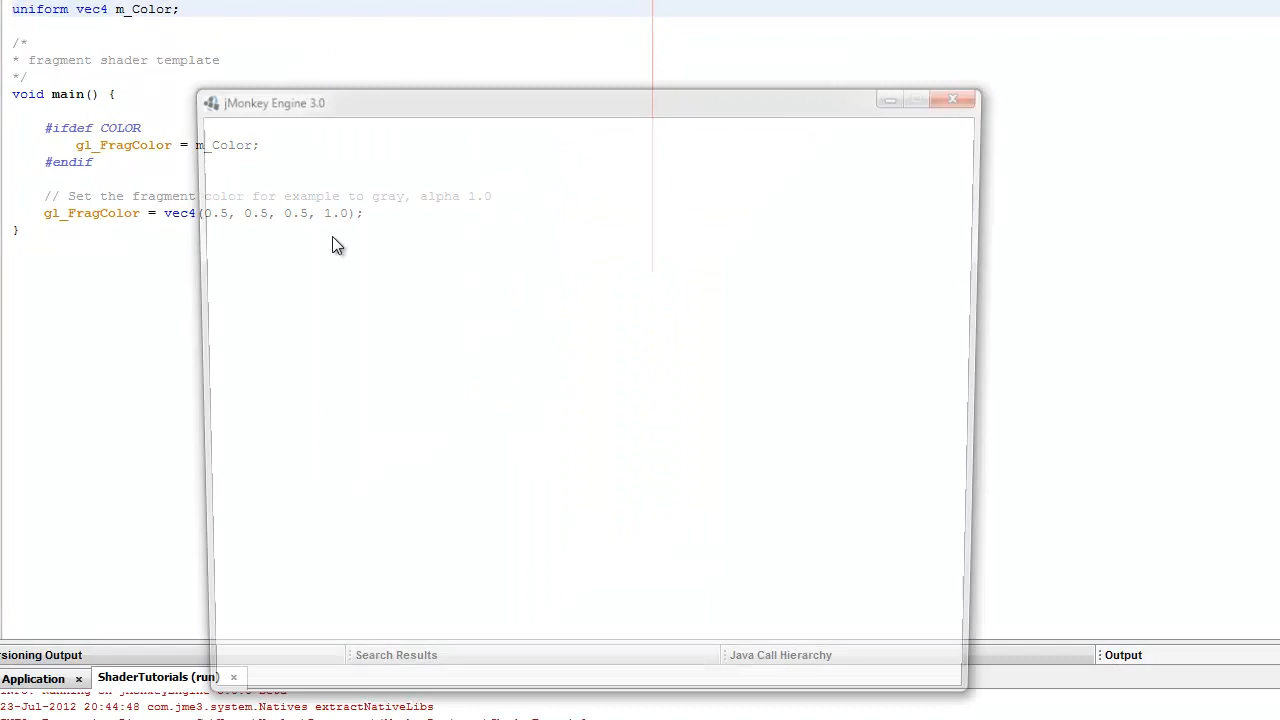 uniform vec4 m_Color;
/*
* fragment shader template
*/
void main() {
jMonkey Engine 3.0
#ifdef COLOR
gl_FragColor = m_Color;
#endif
// Set the fragment color for example to gray, alpha 1.0
gl_FragColor = vec4(0.5, 0.5, 0.5, 1.0);
}
sioning Output
Search Results
Java Call Hierarchy
Output
Application
ShaderTutorials (run)
23-Jul-2012 20:44:48 com.jme3.system.Natives extractNativeLibs